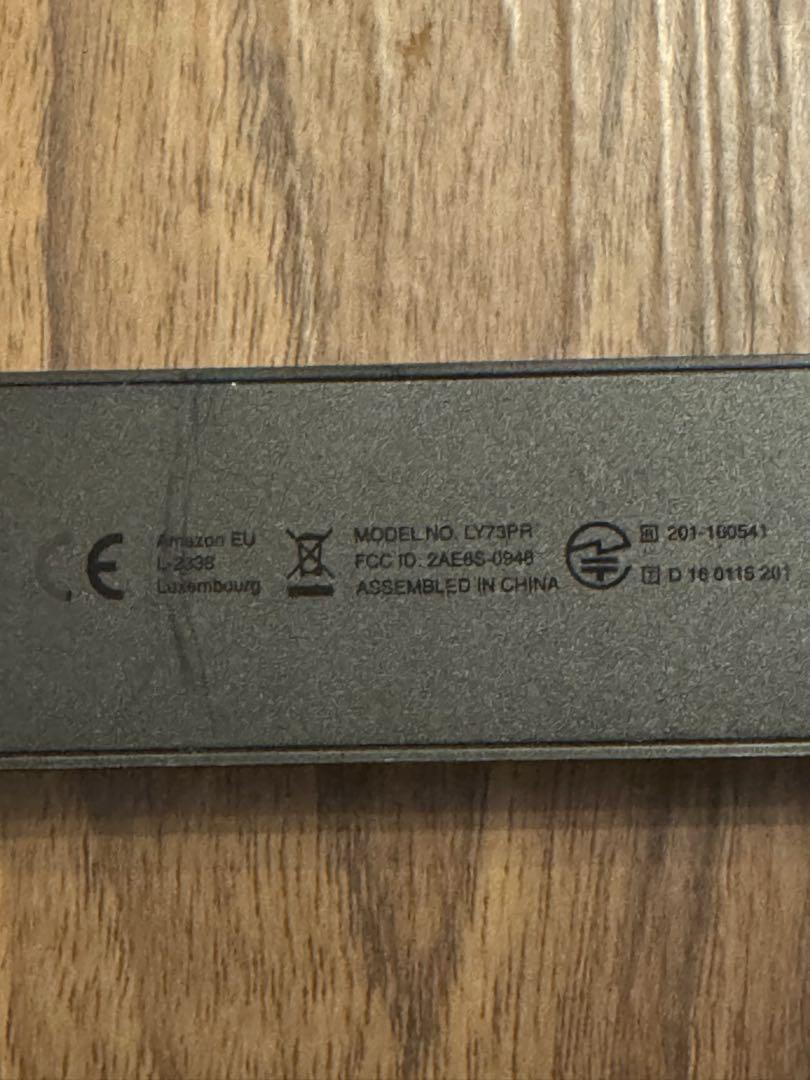 CE
Amazon EU
L-2338
Luxembourg
MODEL NO. LY73PR
FCC ID. 2AE6S-0946
ASSEMBLED IN CHINA
R 201-160541
T D 16 0116 201